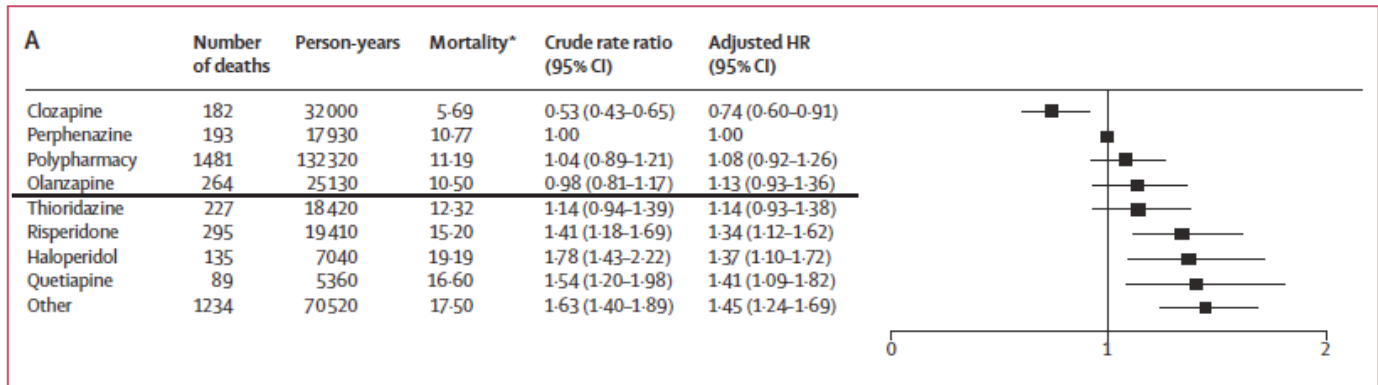 A Number of deaths Person-years Mortality* Crude rate ratio (95% CI) Adjusted HR (95% CI)
Clozapine 182 32000 5·69 0·53 (0·43–0·65) 0·74 (0·60–0·91)
Perphenazine 193 17930 10·77 1·00 1·00
Polypharmacy 1481 132320 11·19 1·04 (0·89–1·21) 1·08 (0·92–1·26)
Olanzapine 264 25130 10·50 0·98 (0·81–1·17) 1·13 (0·93–1·36)
Thioridazine 227 18420 12·32 1·14 (0·94–1·39) 1·14 (0·93–1·38)
Risperidone 295 19410 15·20 1·41 (1·18–1·69) 1·34 (1·12–1·62)
Haloperidol 135 7040 19·19 1·78 (1·43–2·22) 1·37 (1·10–1·72)
Quetiapine 89 5360 16·60 1·54 (1·20–1·98) 1·41 (1·09–1·82)
Other 1234 70520 17·50 1·63 (1·40–1·89) 1·45 (1·24–1·69)
0 1 2